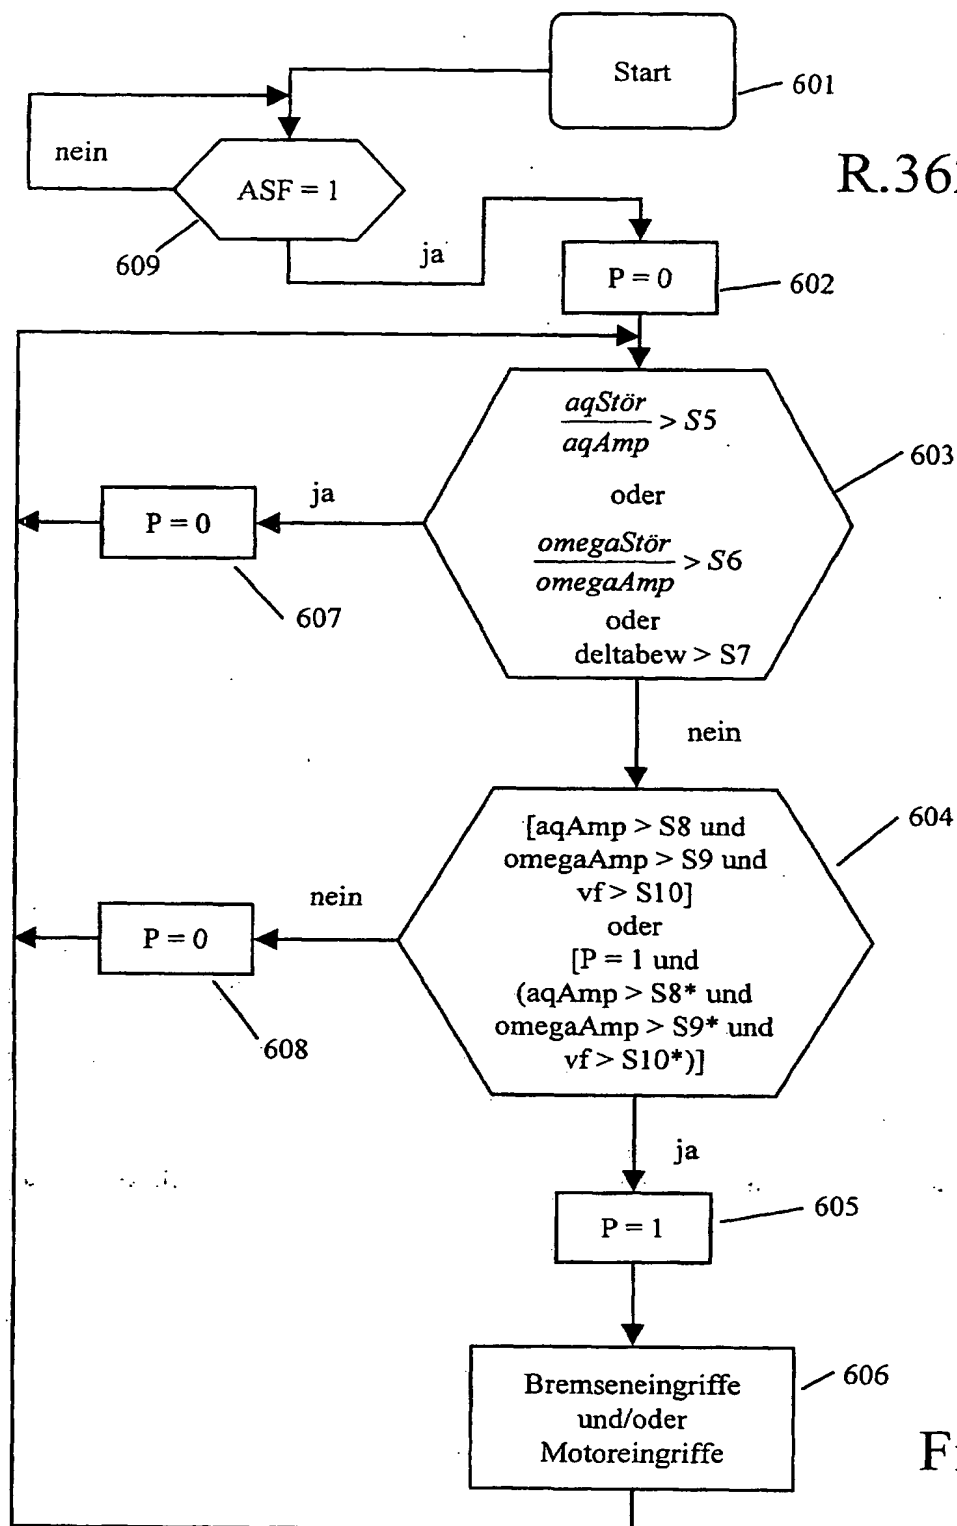 Start
601
nein
R.36
ASF = 1
609
ja
P = 0
602
aqStör
aqAmp
> S5
603
oder
ja
P = 0
607
omegaStör
omegaAmp
> S6
oder
deltabew > S7
nein
604
[aqAmp > S8 und
omegaAmp > S9 und
vf > S10]
oder
[P = 1 und
(aqAmp > S8* und
omegaAmp > S9* und
vf > S10*)]
nein
P = 0
608
ja
P = 1
605
Bremseneingriffe
und/oder
Motoreingriffe
606
F